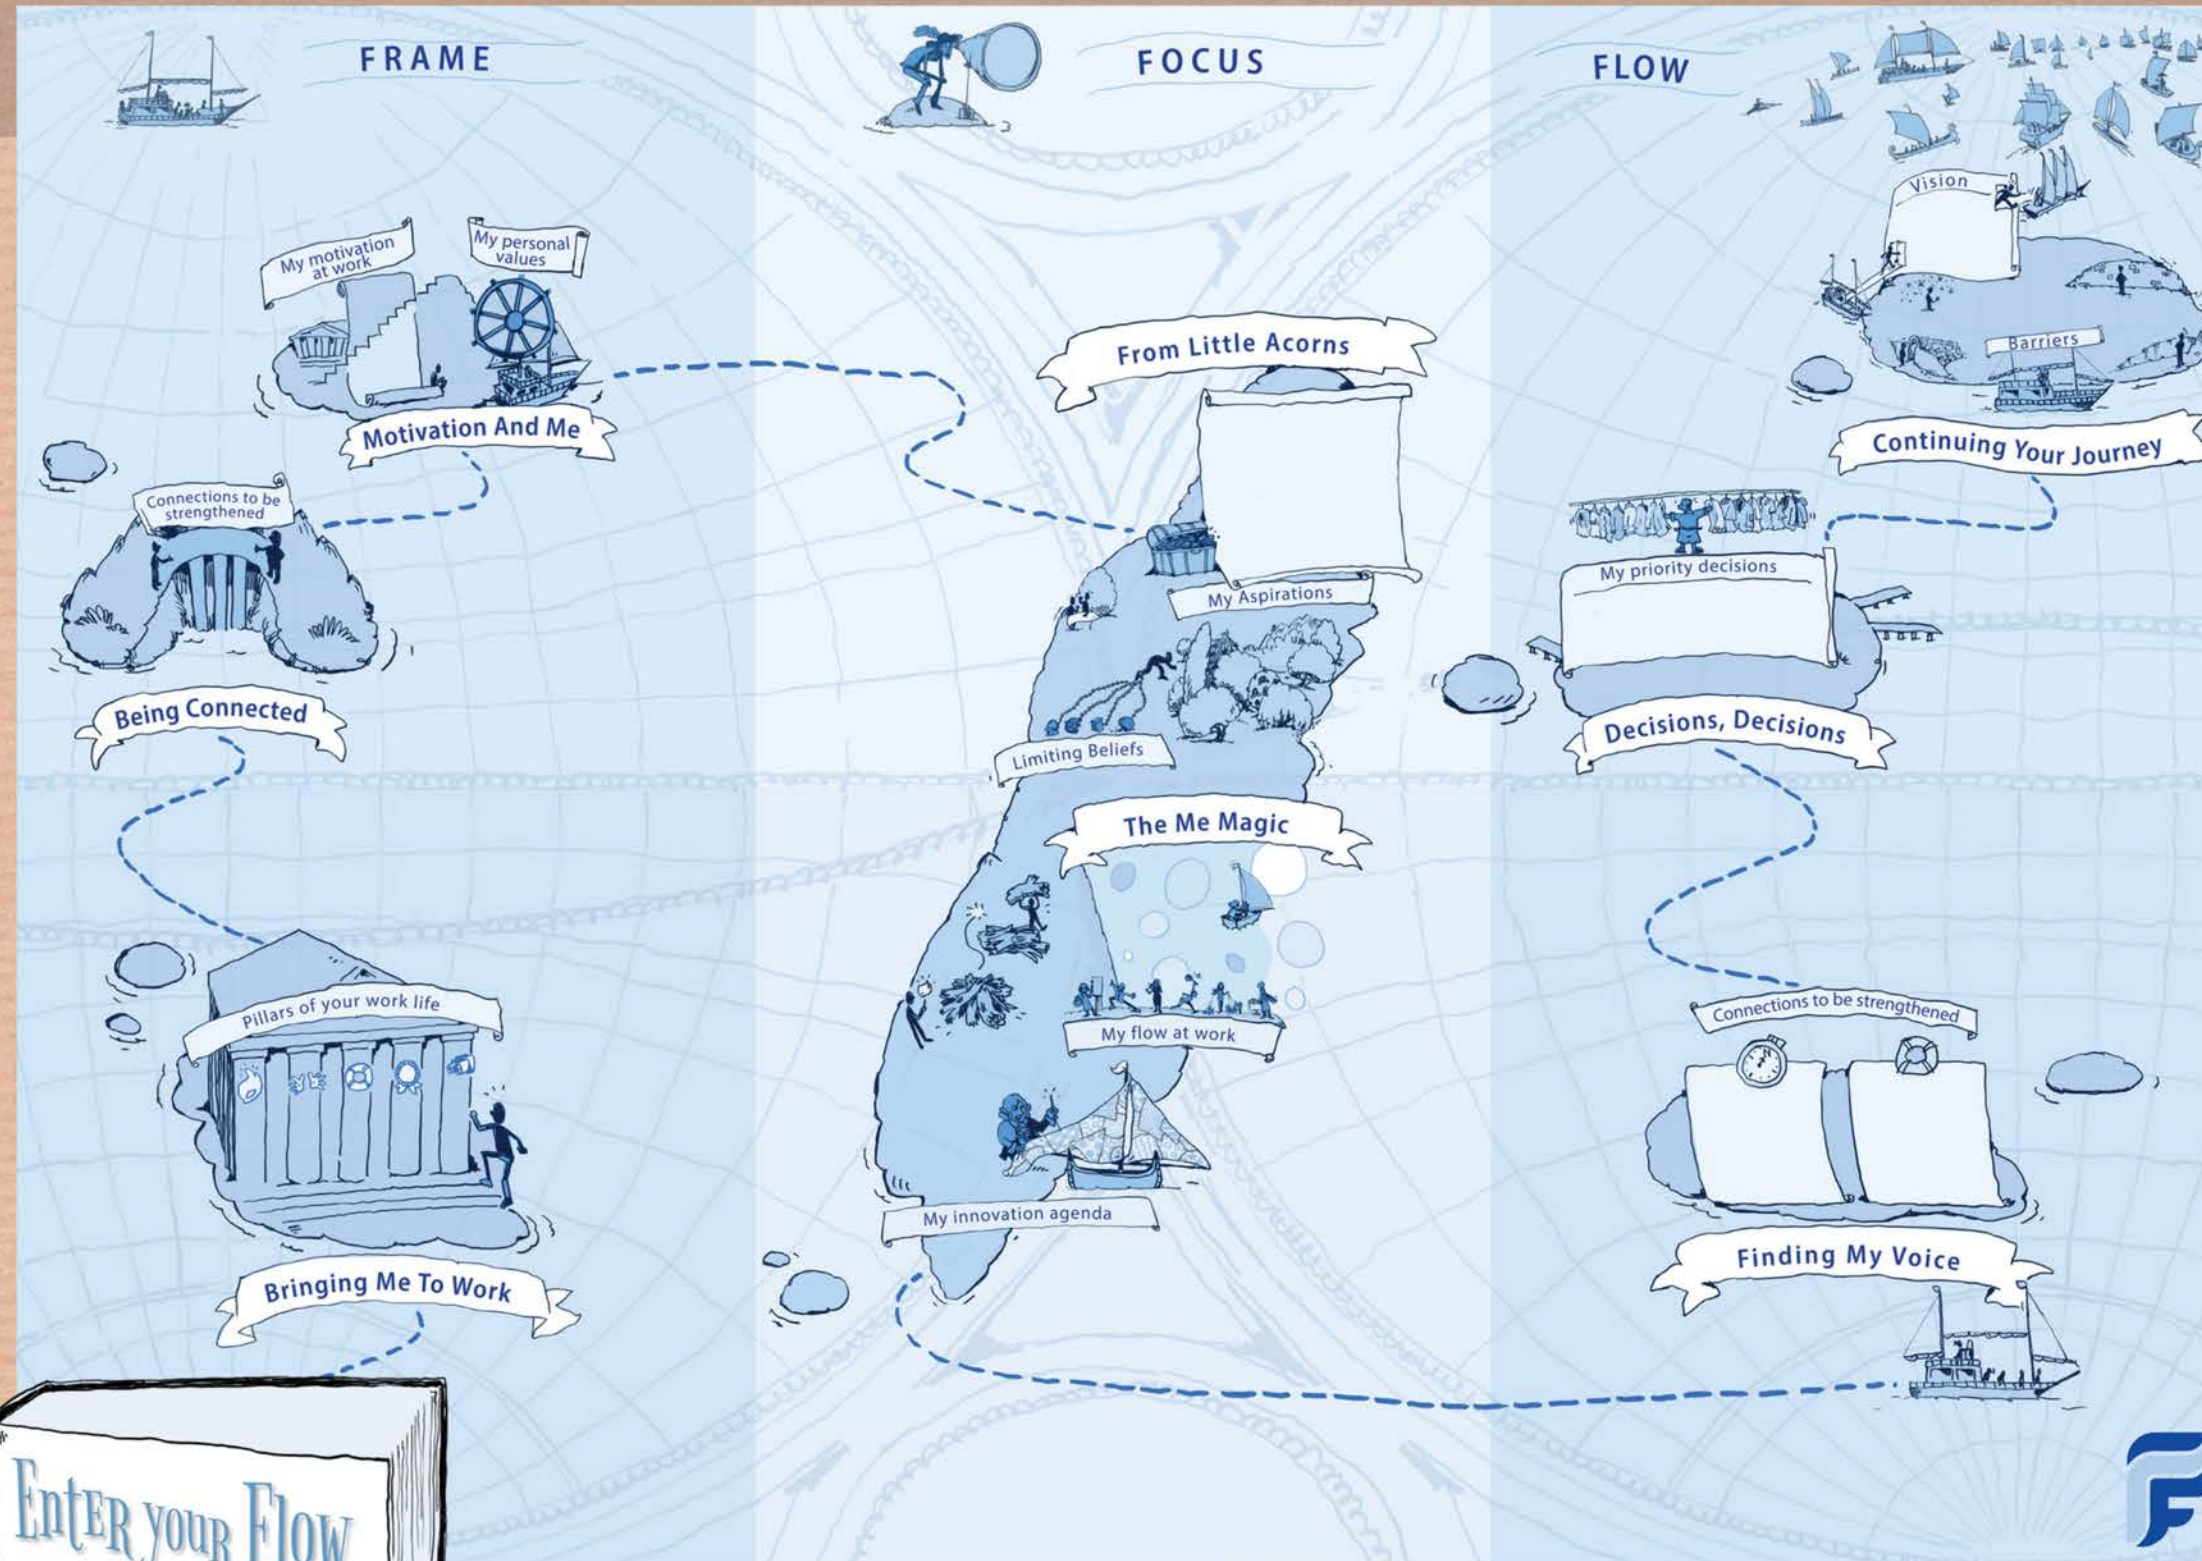 FRAME
My motivation
at work
My personal
values
Motivation And Me
Connections to be
strengthened
Being Connected
Pillars of your work life
Bringing Me To Work
EntER youR Flow
FOCUS
From Little Acorns
My Aspirations
Limiting Beliefs
The Me Magic
My flow at work
My innovation agenda
FLOW
Vision
Barriers
Continuing Your Journey
My priority decisions
Decisions, Decisions
Connections to be strengthened
Finding My Voice
F